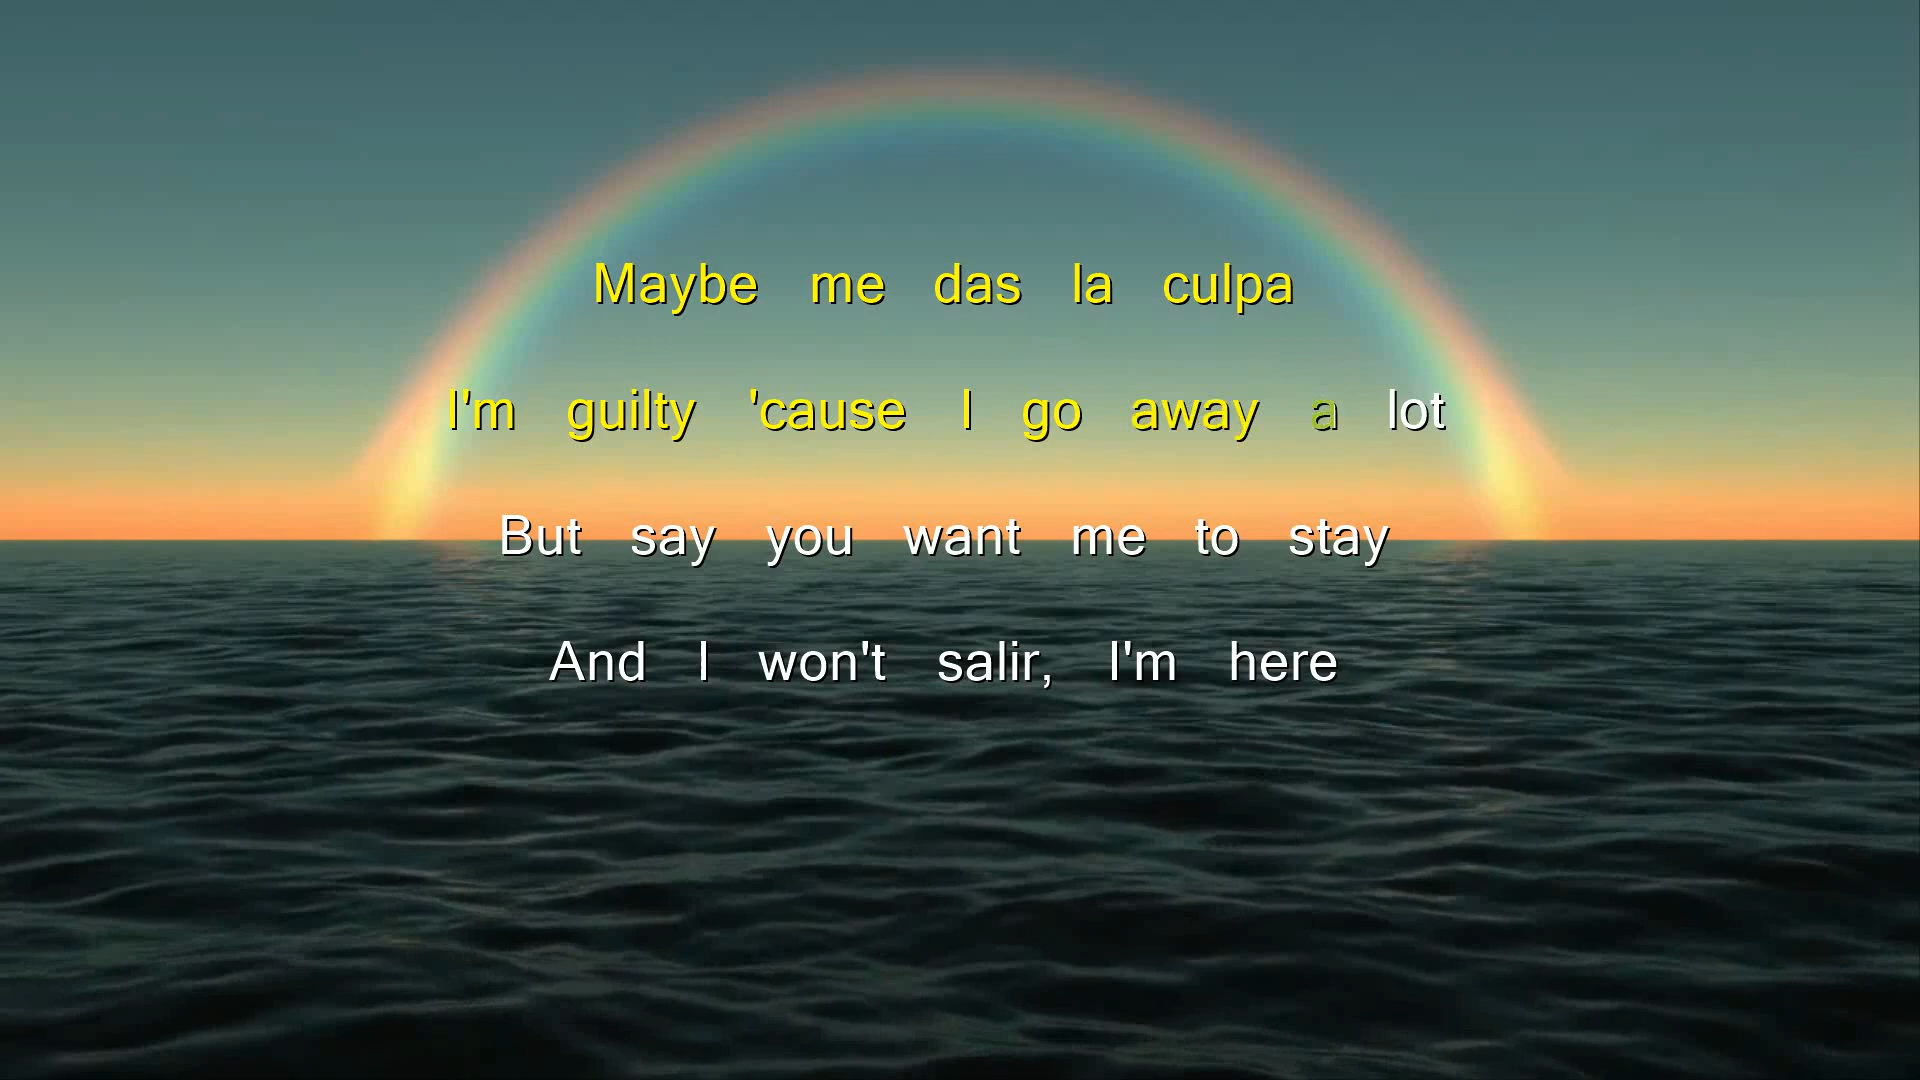 Maybe me das la culpa
I'm guilty 'cause I go away a lot
But say you want me to stay
And I won't salir, I'm here